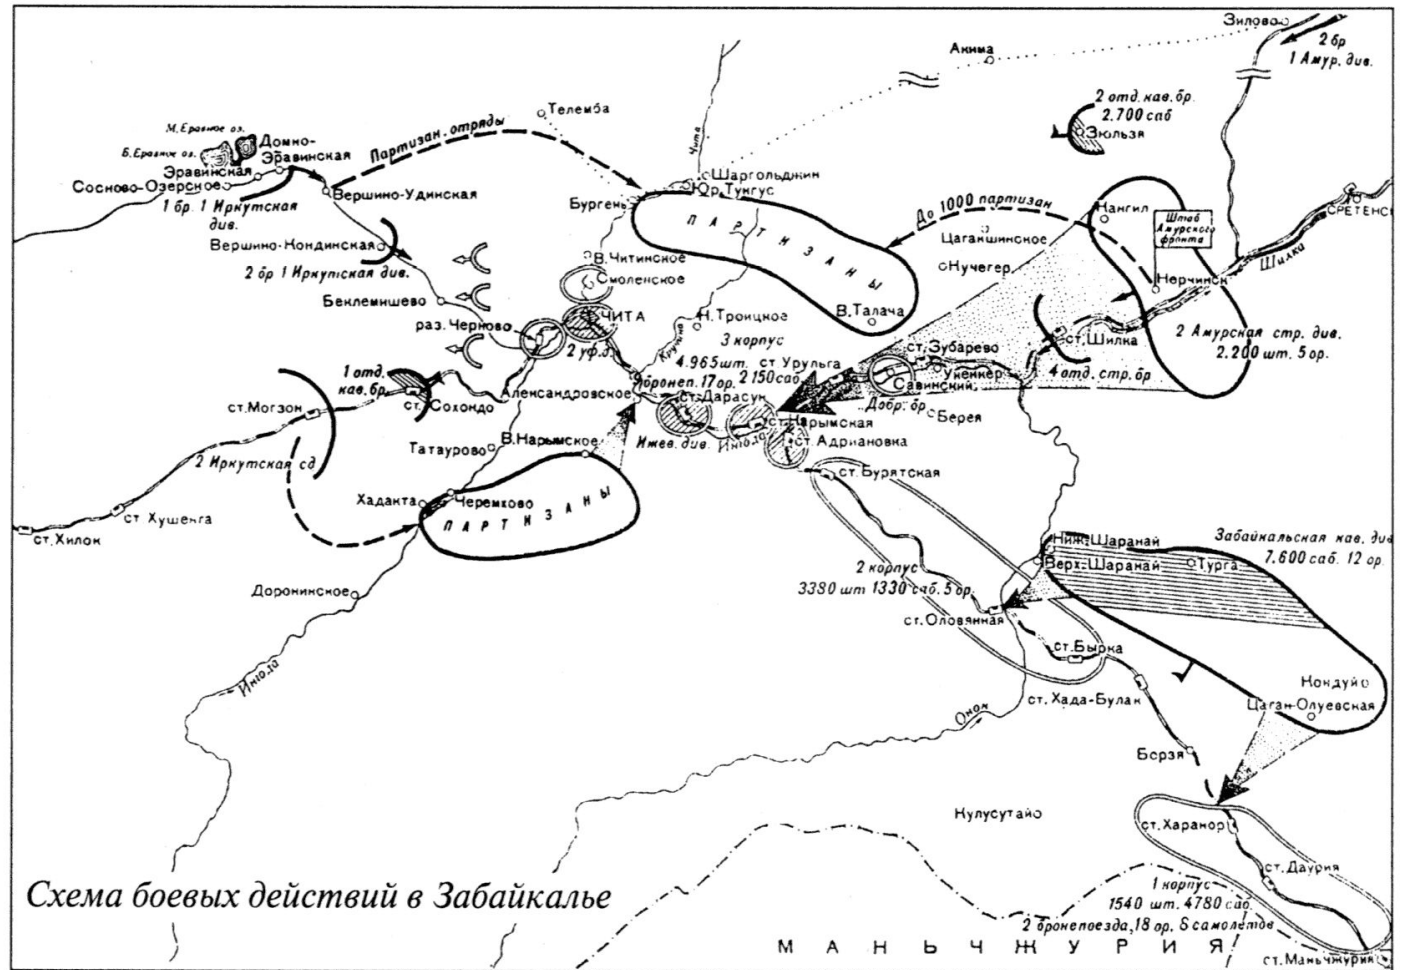 Зилово
2 бр
1 Амур. див.
Акима
2 отд. кав. бр.
2.700 саб
Зюльзя
Телемба
Партизан. отряды
М. Еравное оз.
Б. Еравное оз.
Домно-
Эравинская
Эравинская
Сосново-Озерское
Вершино-Удинская
1 бр. 1 Иркутская
див.
Чита
Шаргольджин
Юр. Тунгус
Бургень
ПАРТИЗАНЫ
До 1000 партизан
Нангил
Штаб
Амурского
фронта
СРЕТЕНСК
Шилка
Цаганшинское
Нучегер
Нерчинск
Вершино-Кондинская
2 бр 1 Иркутская див.
Беклемишево
В. Читинское
Смоленское
ЧИТА
раз. Черново
2 уф. д.
Н. Троицкое
Крупина
В. Талача
3 корпус
4.965 шт.
2 150 саб
бронеп. 17 ор.
ст. Урульга
ст. Зубарево
Укенкер
Савинский
ст. Шилка
2 Амурская стр. див.
2.200 шт. 5 ор.
4 отд. стр. бр
Добр. бр
Берея
1 отд.
кав. бр.
ст. Сохондо
ст. Могзон
Александровское
ст. Дарасун
ст. Нарымская
ст. Адриановка
Ижев. див.
Ингода
Татаурово
В. Нарымское
2 Иркутская сд
Хаданта
Черемхово
ПАРТИЗАНЫ
ст. Хушенга
ст. Хилок
ст. Бурятская
Забайкальская кав. див
7.600 саб. 12 ор.
Ниж. Шаранай
Верх-Шаранай
Турга
2 корпус
3380 шт 1330 саб. 5 ор.
Доронинское
ст. Оловянная
ст. Бырка
Ингода
ст. Хада-Булак
Онон
Кондуйо
Цаган-Олуевская
Борзя
Кулусутай
ст. Харанор
ст. Даурия
Схема боевых действий в Забайкалье
1 корпус
1540 шт. 4780 саб.
2 бронепоезда, 18 ор. 8 самолетов
МАНЬЧЖУРИЯ
ст. Маньчжурия